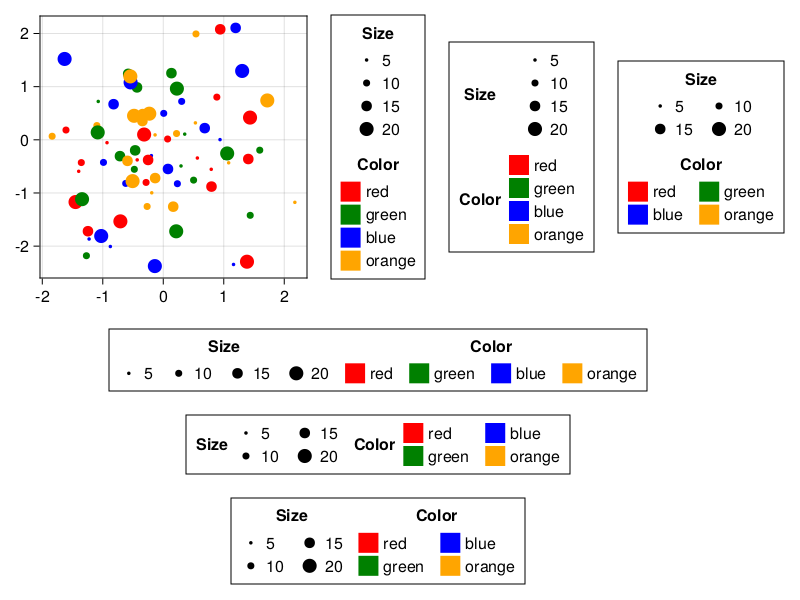 2
1
0
-1
-2
-2 -1 0 1 2
Size
5
10
15
20
Color
red
green
blue
orange
Size
5
10
15
20
Color
red
green
blue
orange
Size
5 10
15 20
Color
red green
blue orange
Size Color
5 10 15 20 red green blue orange
Size 5 15 Color red blue
10 20 green orange
Size Color
5 15 red blue
10 20 green orange